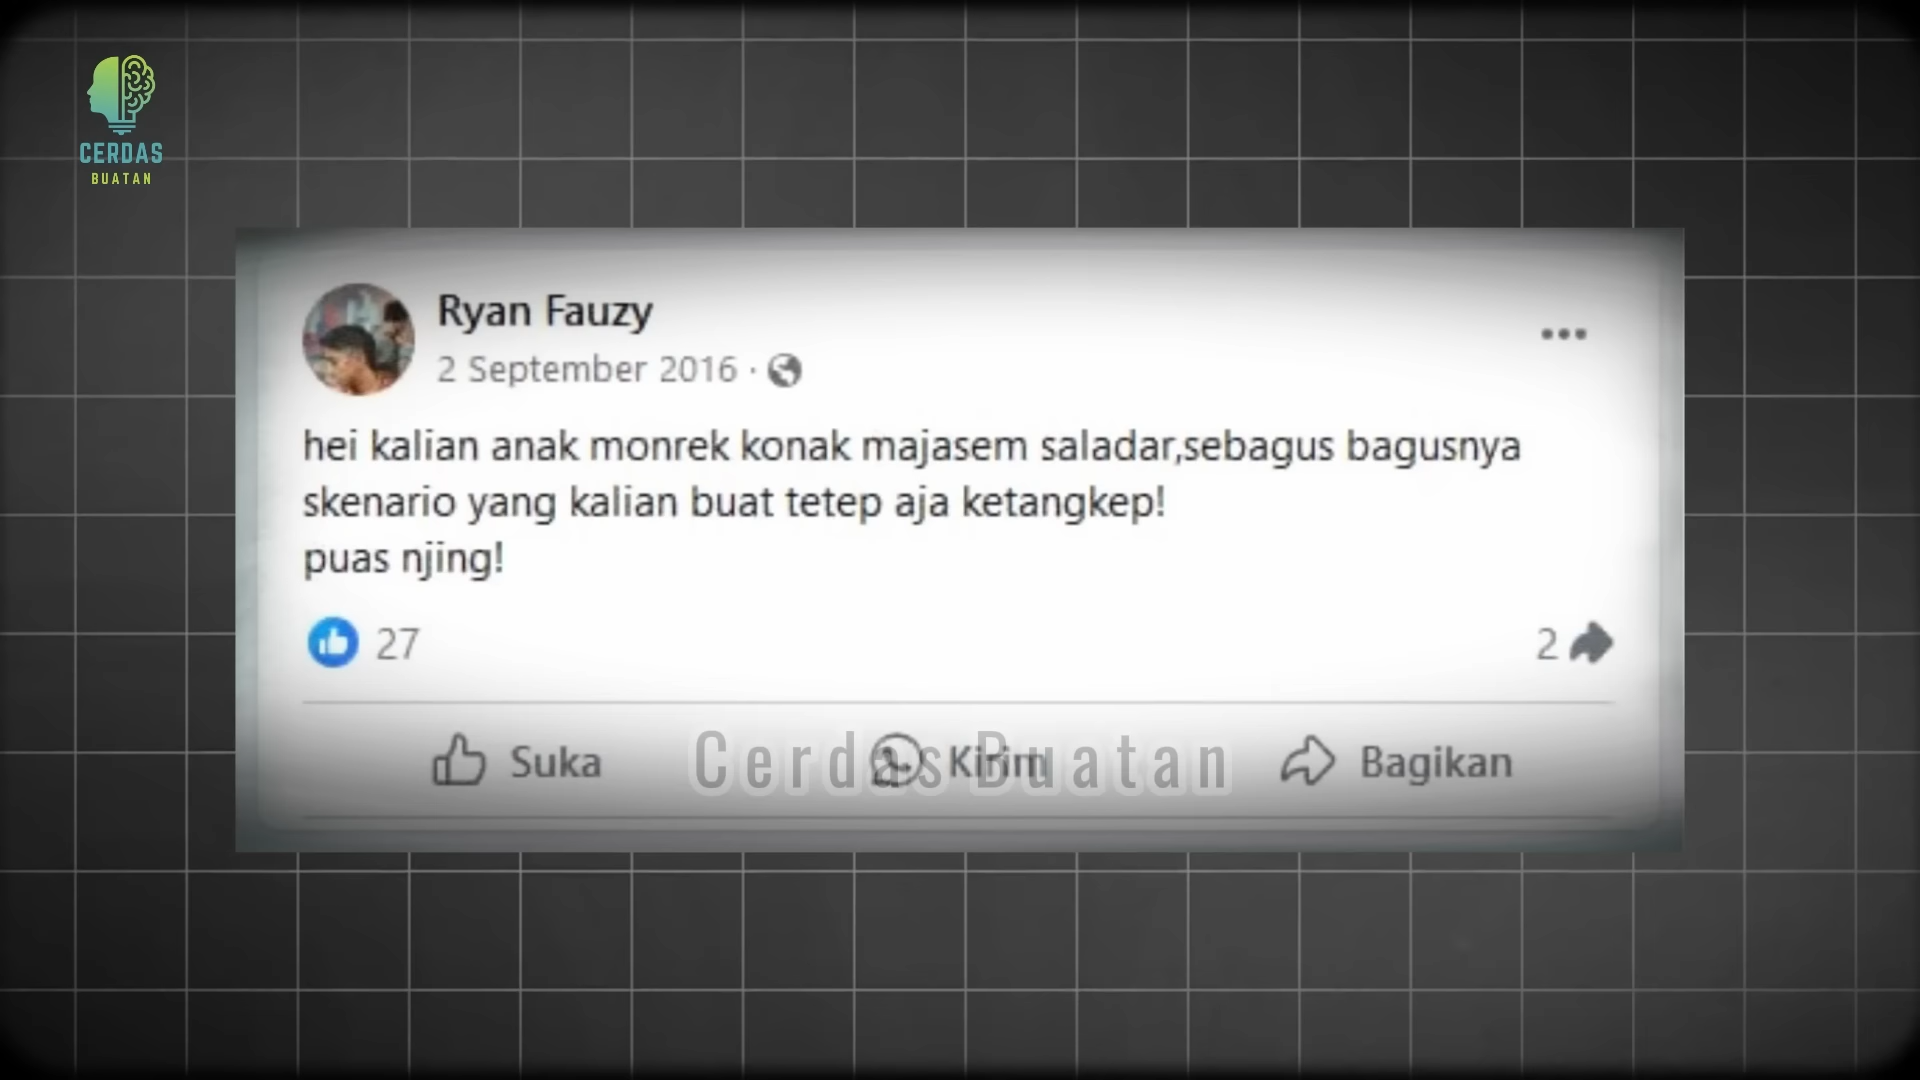 CERDAS
BUATAN
Ryan Fauzy
2 September 2016 ·
hei kalian anak monrek konak majasem saladar,sebagus bagusnya
skenario yang kalian buat tetep aja ketangkep!
puas njing!
27
2
Suka
Kirim
Bagikan
Cerdas Buatan